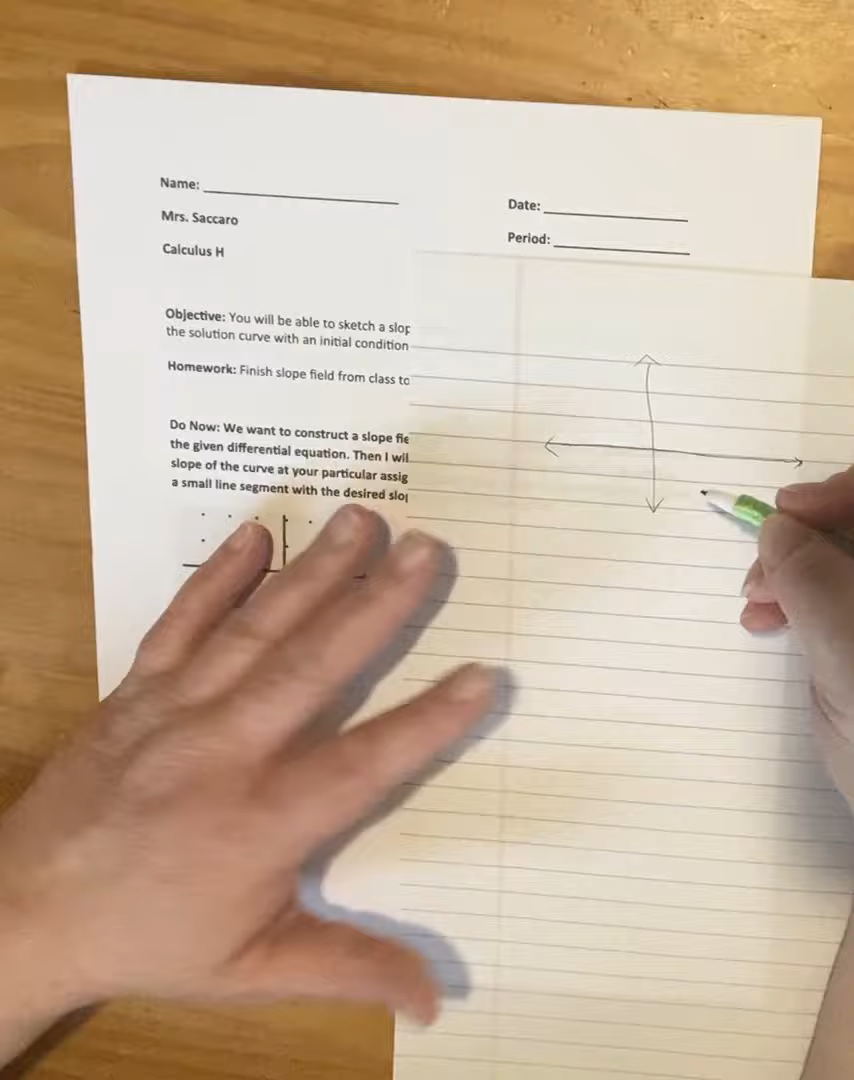 Name:
Date:
Mrs. Saccaro
Period:
Calculus H
Objective: You will be able to sketch a slop
the solution curve with an initial condition
Homework: Finish slope field from class to
Do Now: We want to construct a slope fie
the given differential equation. Then I wil
slope of the curve at your particular assig
a small line segment with the desired slo